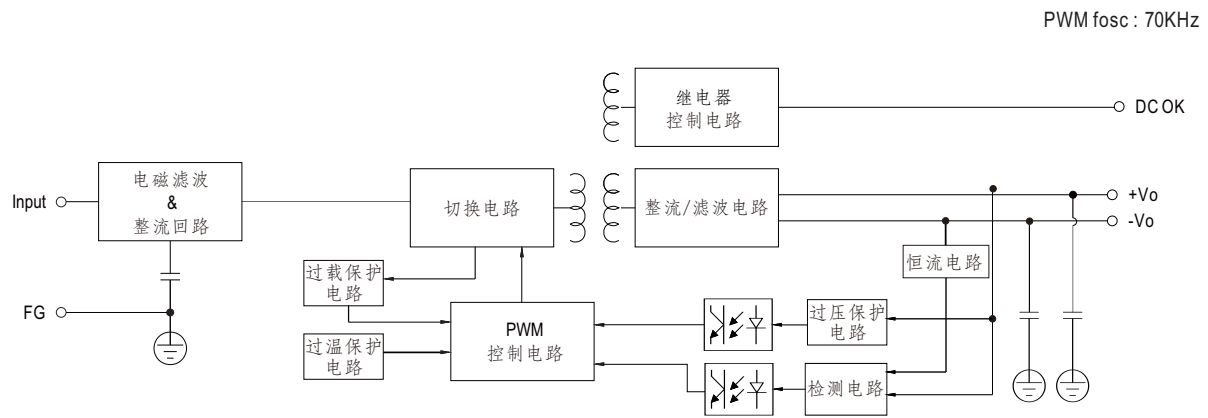 PWM fosc : 70KHz
继电器
控制电路
DC OK
电磁滤波
&
整流回路
Input
切换电路
整流/滤波电路
+Vo
-Vo
恒流电路
过载保护
电路
FG
PWM
控制电路
过压保护
电路
过温保护
电路
检测电路